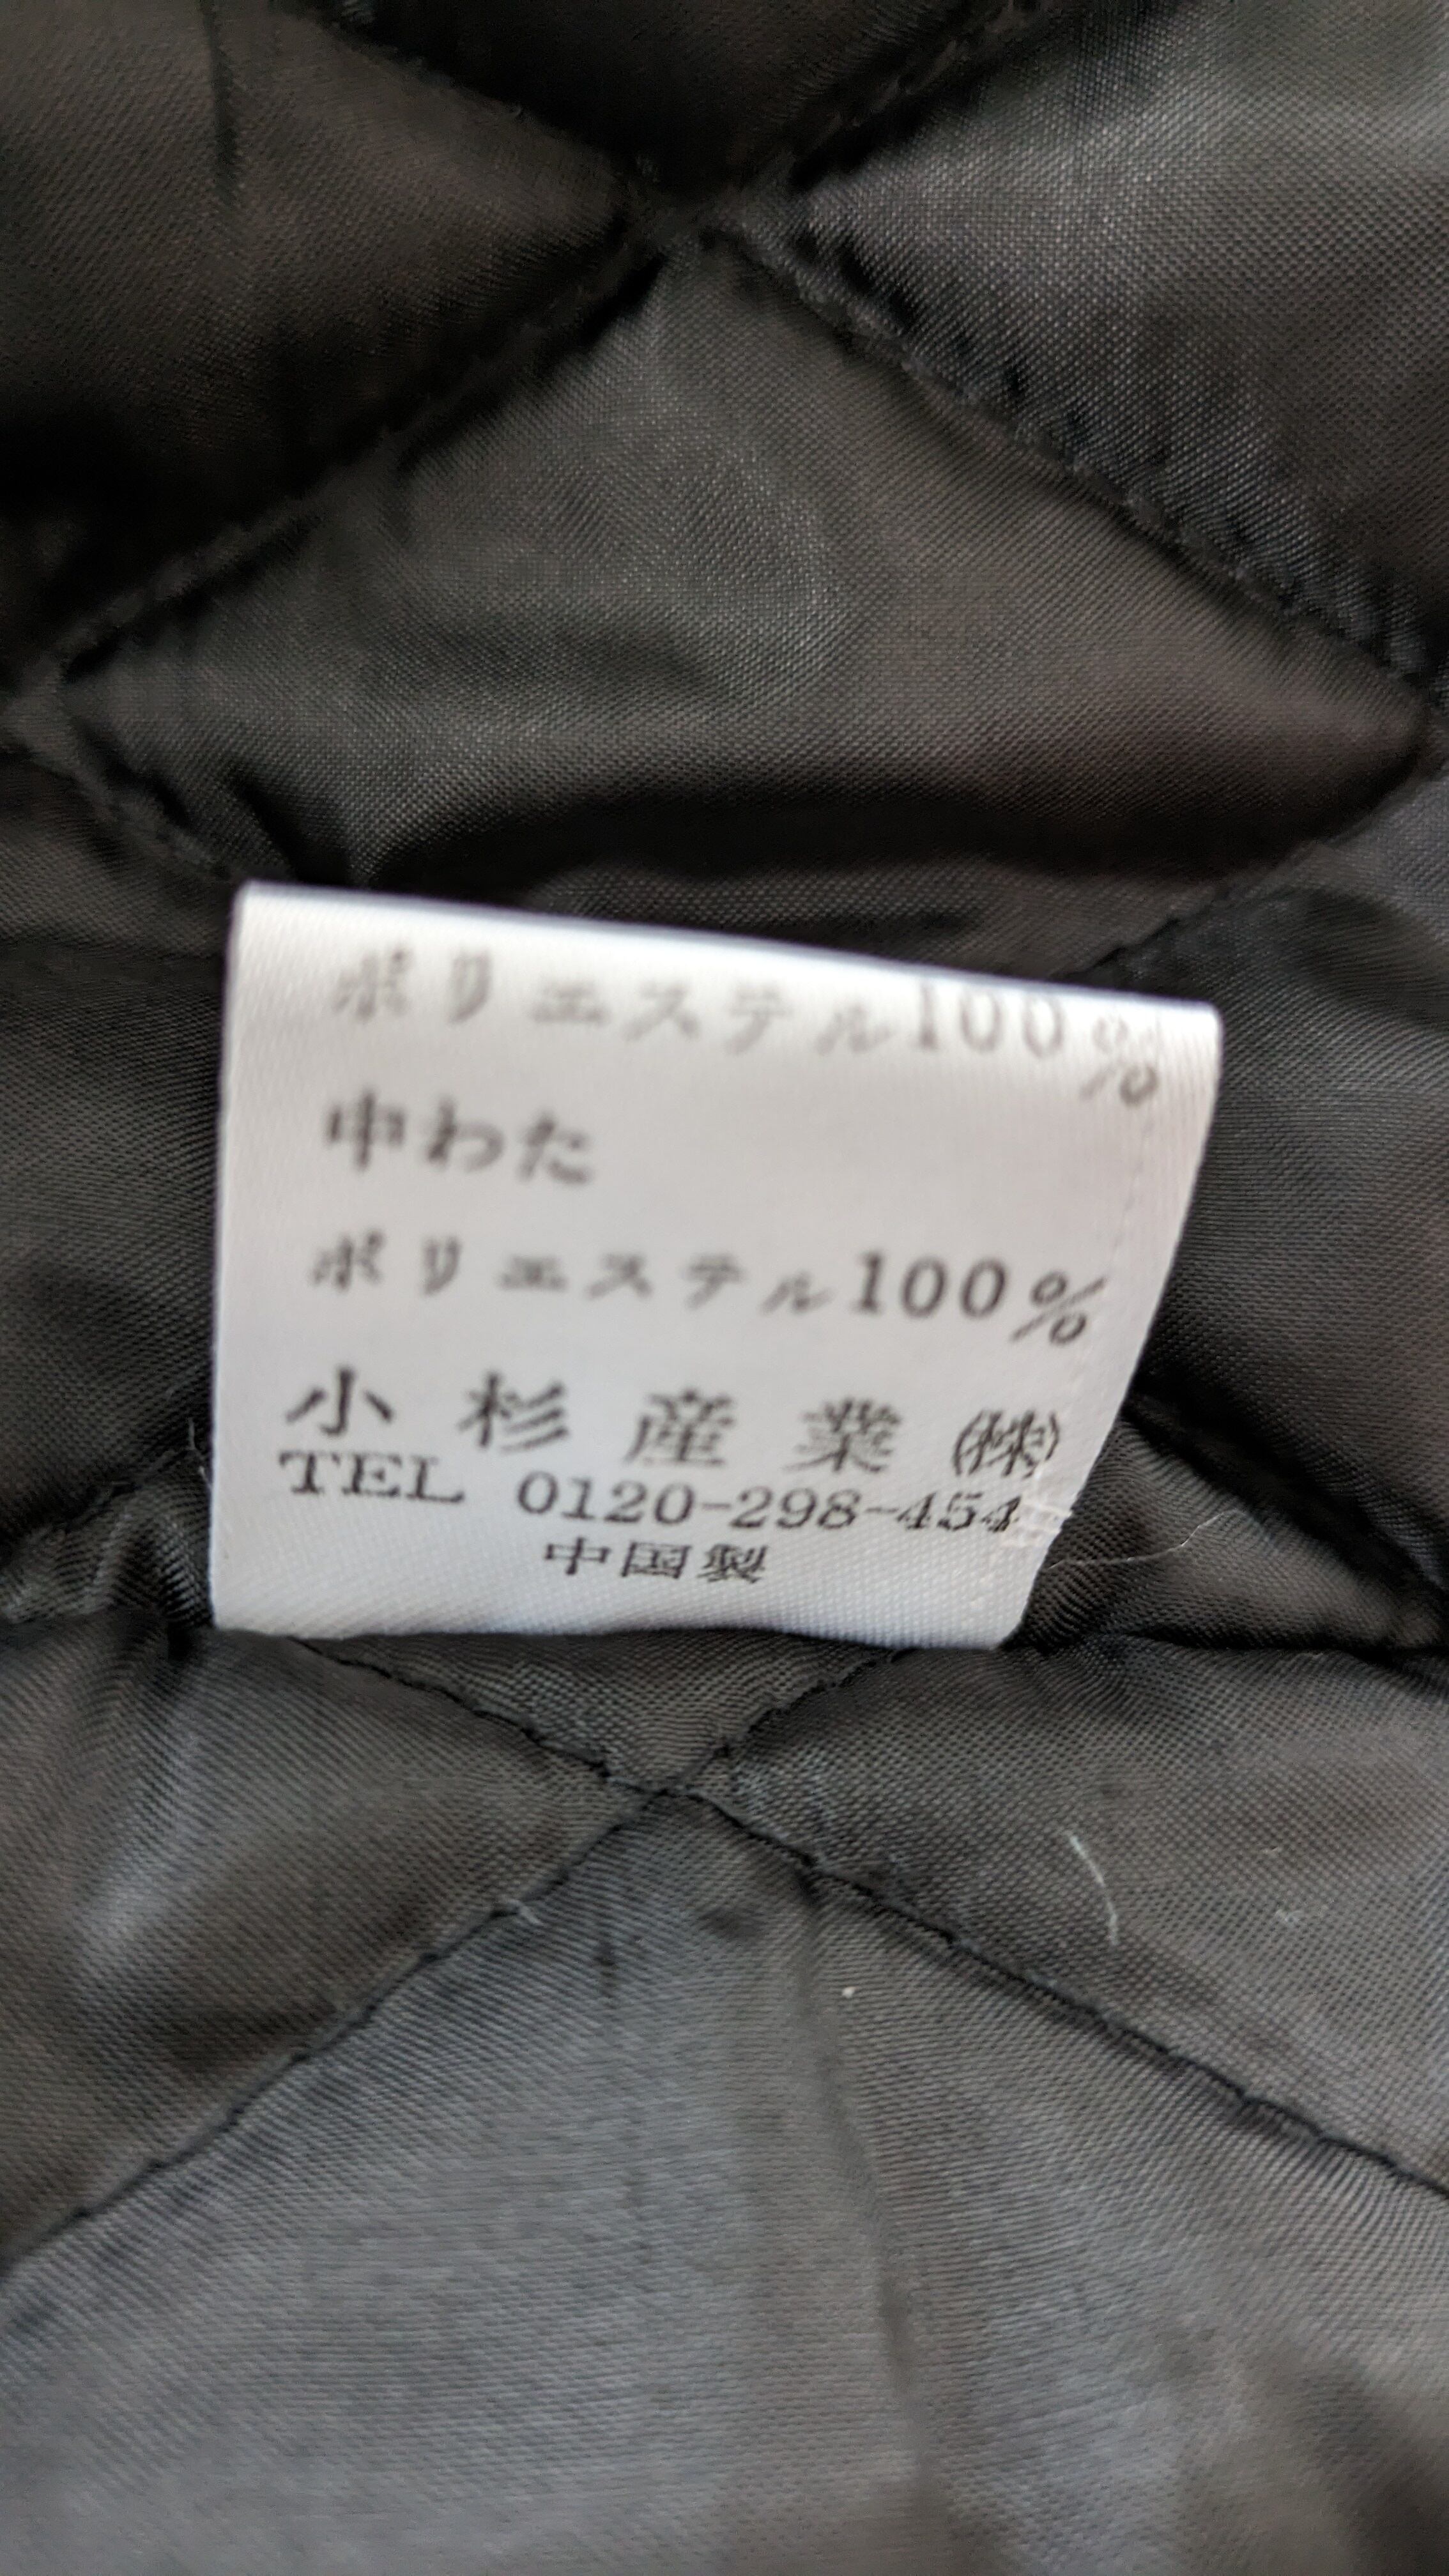 ポリエステル100%
中わた
ポリエステル100%
小杉産業㈱
TEL 0120-298-454
中国製